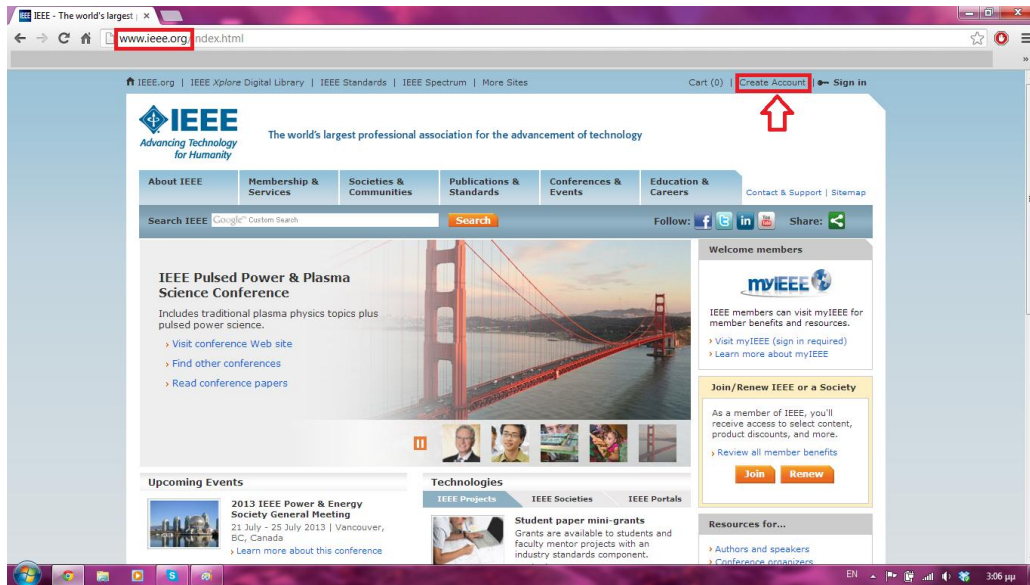 IEEE - The world's largest p
www.ieee.org/index.html
IEEE.org | IEEE Xplore Digital Library | IEEE Standards | IEEE Spectrum | More Sites
Cart (0) | Create Account | Sign in
IEEE
Advancing Technology
for Humanity
The world's largest professional association for the advancement of technology
About IEEE
Membership &
Services
Societies &
Communities
Publications &
Standards
Conferences &
Events
Education &
Careers
Contact & Support | Sitemap
Search IEEE
Google™ Custom Search
Search
Follow:
Share:
IEEE Pulsed Power & Plasma
Science Conference
Includes traditional plasma physics topics plus
pulsed power science.
› Visit conference Web site
› Find other conferences
› Read conference papers
Welcome members
myIEEE
IEEE members can visit myIEEE for
member benefits and resources.
› Visit myIEEE (sign in required)
› Learn more about myIEEE
Join/Renew IEEE or a Society
As a member of IEEE, you'll
receive access to select content,
product discounts, and more.
› Review all member benefits
Join Renew
Upcoming Events
2013 IEEE Power & Energy
Society General Meeting
21 July - 25 July 2013 | Vancouver,
BC, Canada
› Learn more about this conference
Technologies
IEEE Projects IEEE Societies IEEE Portals
Student paper mini-grants
Grants are available to students and
faculty mentor projects with an
industry standards component.
Resources for...
› Authors and speakers
› Conference organizers
EN
3:06 μμ